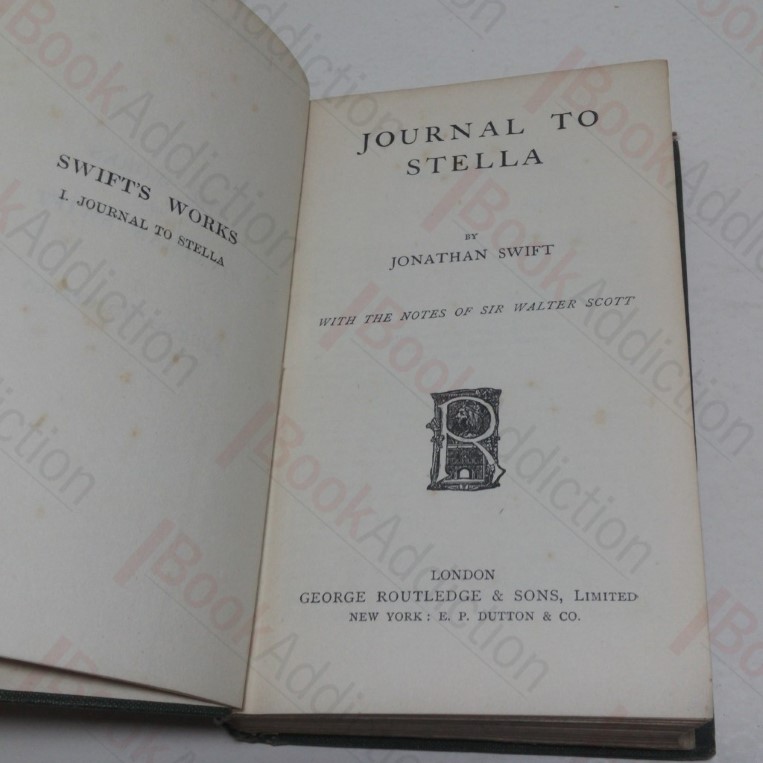 SWIFT'S WORKS
I. JOURNAL TO STELLA
JOURNAL TO
STELLA
BY
JONATHAN SWIFT
WITH THE NOTES OF SIR WALTER SCOTT
R
LONDON
GEORGE ROUTLEDGE & SONS, LIMITED
NEW YORK: E. P. DUTTON & CO.
BookAddiction